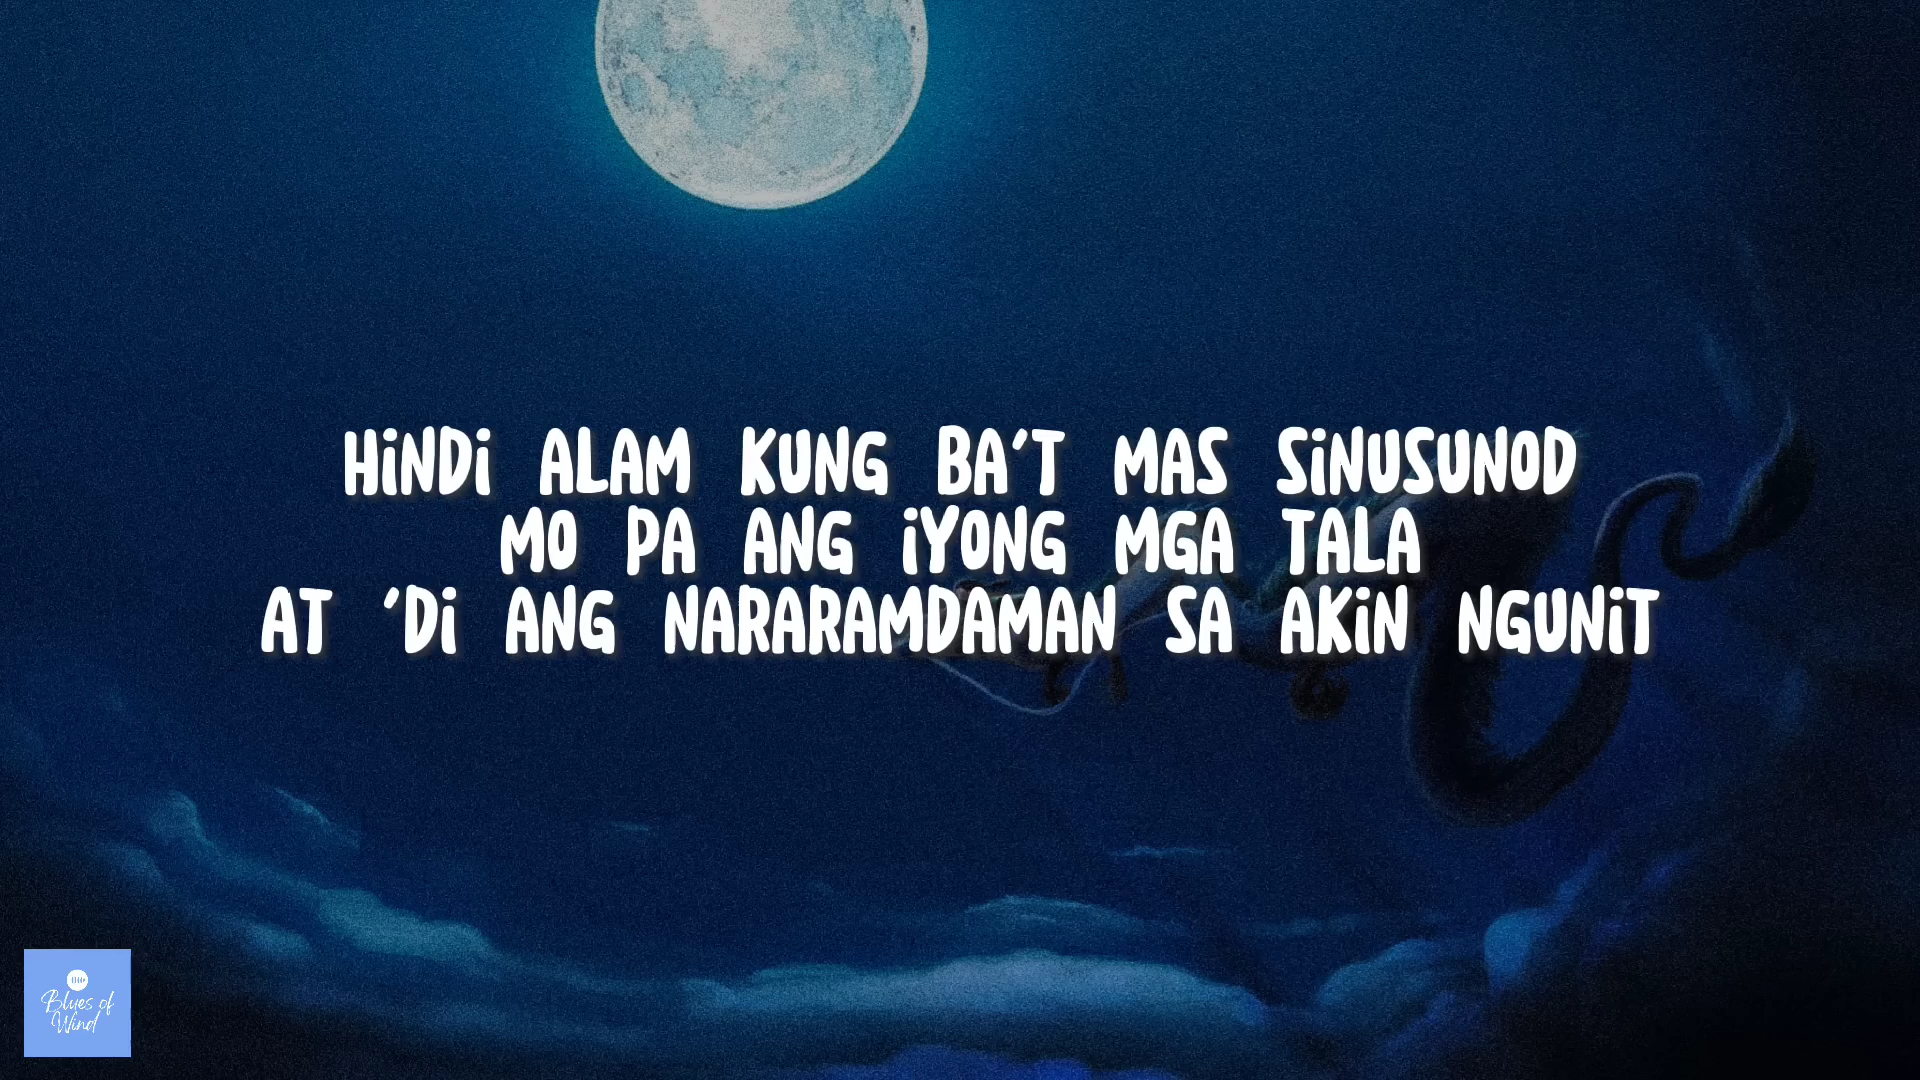 HiNDi ALAM KUNG BA'T MAS SiNUSUNOD
MO PA ANG iYONG MGA TALA
AT 'Di ANG NARARAMDAMAN SA AKiN NGUNiT
Blues of
Wind